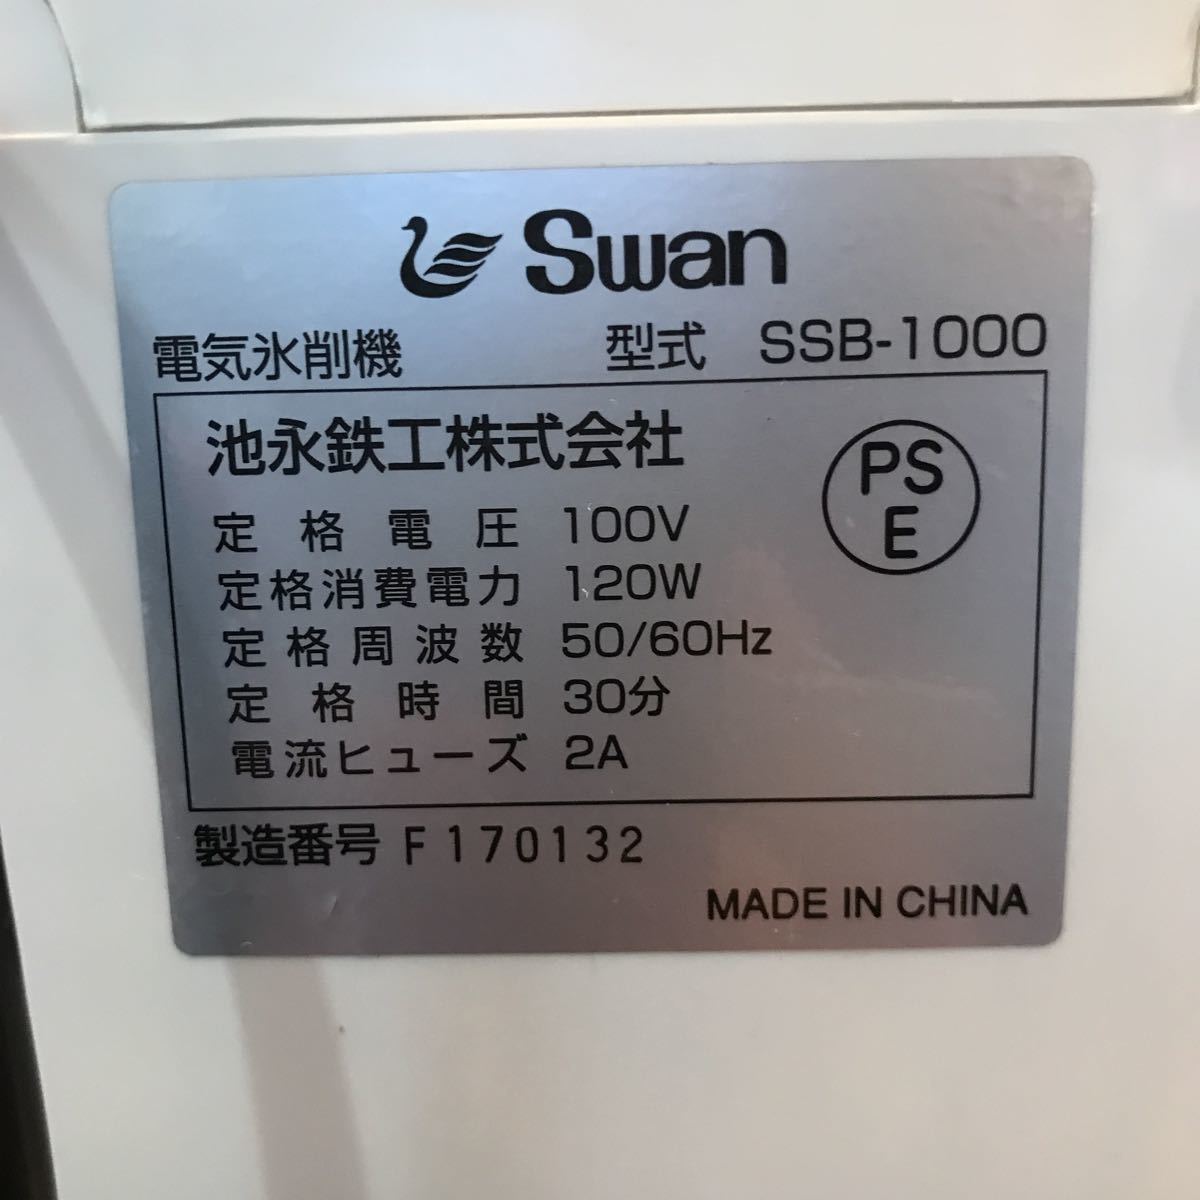 Swan
電気氷削機 型式 SSB-1000
池永鉄工株式会社
PS
E
定格電圧 100V
定格消費電力 120W
定格周波数 50/60Hz
定格時間 30分
電流ヒューズ 2A
製造番号 F170132
MADE IN CHINA